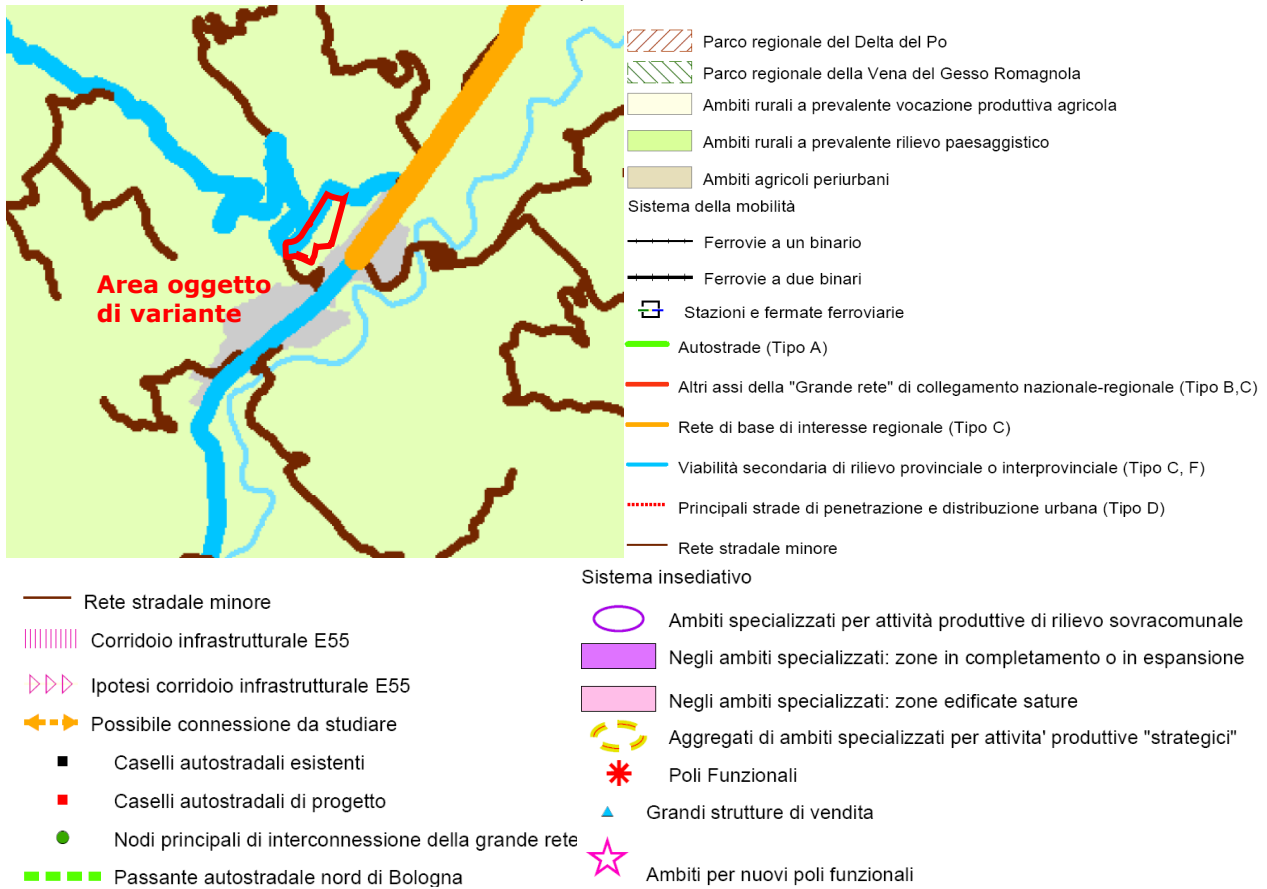 Area oggetto
di variante
Parco regionale del Delta del Po
Parco regionale della Vena del Gesso Romagnola
Ambiti rurali a prevalente vocazione produttiva agricola
Ambiti rurali a prevalente rilievo paesaggistico
Ambiti agricoli periurbani
Sistema della mobilità
Ferrovie a un binario
Ferrovie a due binari
Stazioni e fermate ferroviarie
Autostrade (Tipo A)
Altri assi della "Grande rete" di collegamento nazionale-regionale (Tipo B,C)
Rete di base di interesse regionale (Tipo C)
Viabilità secondaria di rilievo provinciale o interprovinciale (Tipo C, F)
Principali strade di penetrazione e distribuzione urbana (Tipo D)
Rete stradale minore
Rete stradale minore
Corridoio infrastrutturale E55
Ipotesi corridoio infrastrutturale E55
Possibile connessione da studiare
Caselli autostradali esistenti
Caselli autostradali di progetto
Nodi principali di interconnessione della grande rete
Passante autostradale nord di Bologna
Sistema insediativo
Ambiti specializzati per attività produttive di rilievo sovracomunale
Negli ambiti specializzati: zone in completamento o in espansione
Negli ambiti specializzati: zone edificate sature
Aggregati di ambiti specializzati per attivita' produttive "strategici"
Poli Funzionali
Grandi strutture di vendita
Ambiti per nuovi poli funzionali